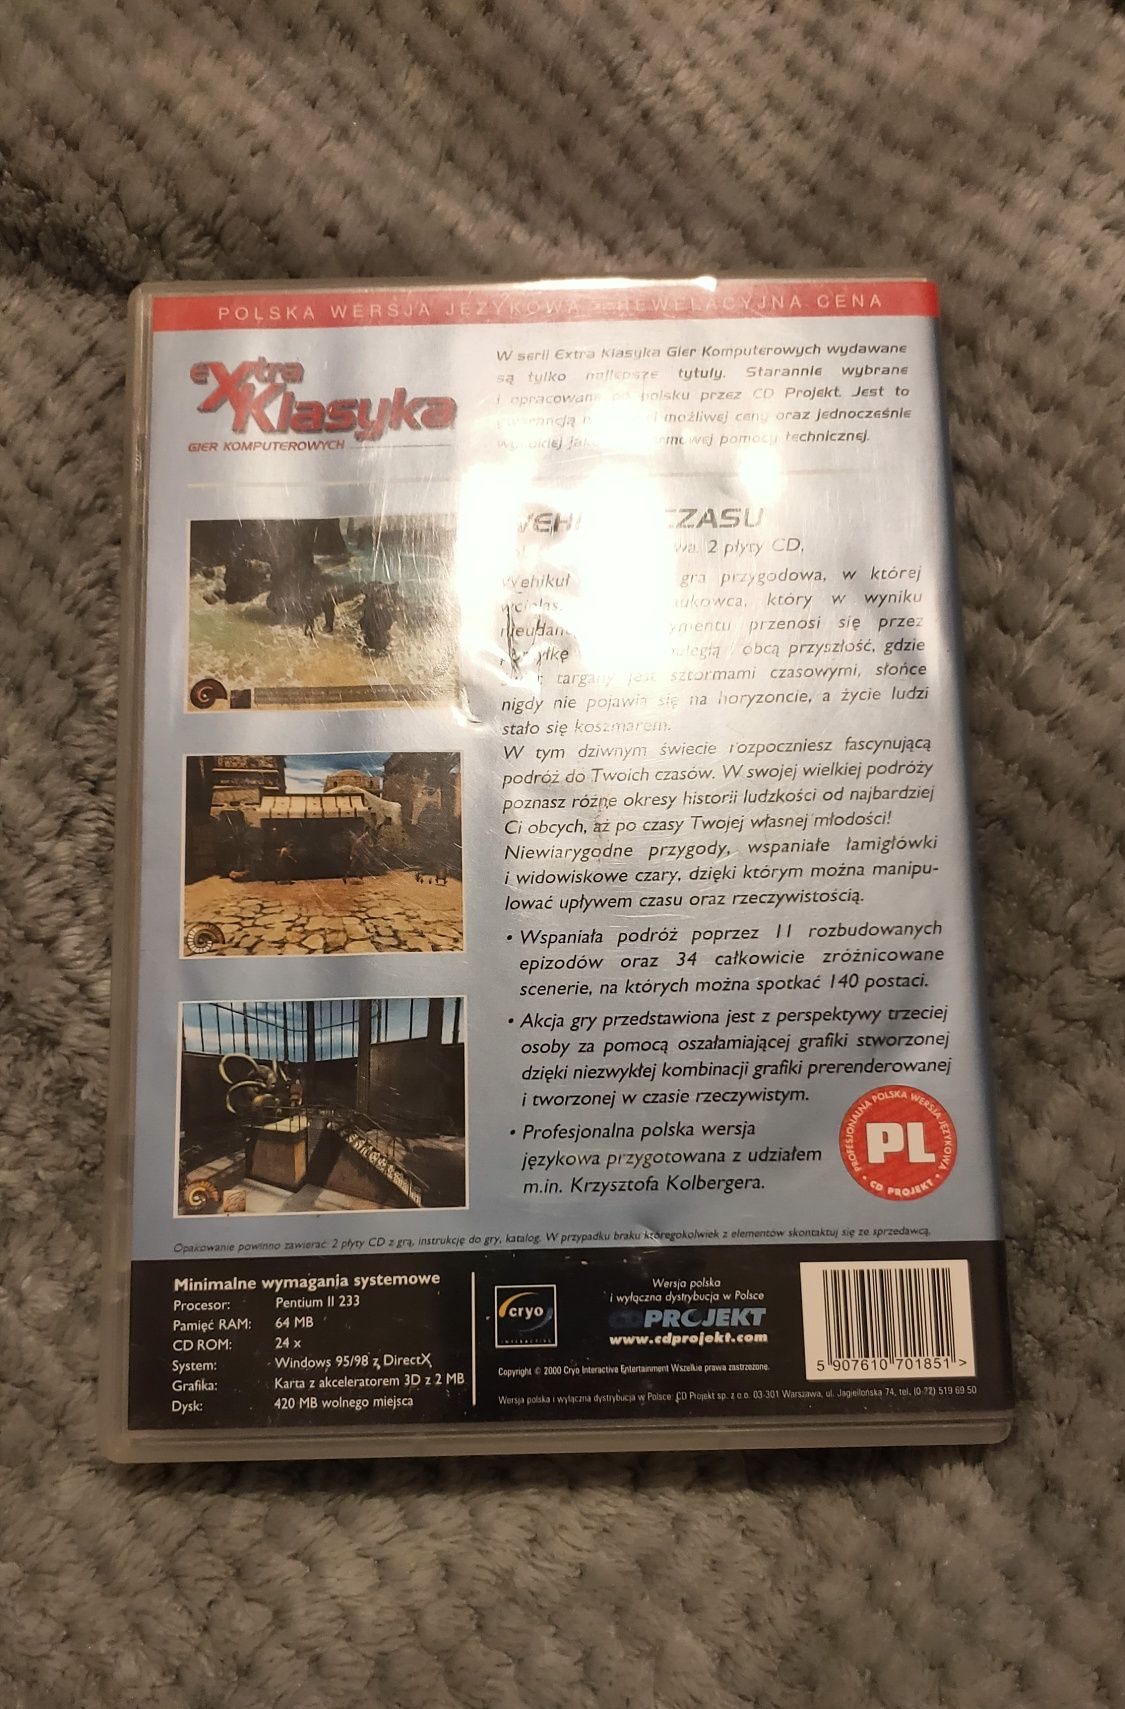 POLSKA WERSJA JĘZYKOWA REWELACYJNA CENA
eXtra
Klasyka
GIER KOMPUTEROWYCH
W serii Extra Klasyka Gier Komputerowych wydawane
są tylko najlepsze tytuły. Starannie wybrane
i opracowane po polsku przez CD Projekt. Jest to
możliwej ceny oraz jednocześnie
pomocy technicznej.
CZASU
2 płyty CD,
Wehikuł gra przygodowa, w której
który w wyniku
przenosi się przez
obcą przyszłość, gdzie
targany jest sztormami czasowymi, słońce
nigdy nie pojawia się na horyzoncie, a życie ludzi
stało się koszmarem.
W tym dziwnym świecie rozpoczniesz fascynującą
podróż do Twoich czasów. W swojej wielkiej podróży
poznasz różne okresy historii ludzkości od najbardziej
Ci obcych, aż po czasy Twojej własnej młodości!
Niewiarygodne przygody, wspaniałe łamigłówki
i widowiskowe czary, dzięki którym można manipu-
lować upływem czasu oraz rzeczywistością.
• Wspaniała podróż poprzez 11 rozbudowanych
epizodów oraz 34 całkowicie zróżnicowane
scenerie, na których można spotkać 140 postaci.
• Akcja gry przedstawiona jest z perspektywy trzeciej
osoby za pomocą oszałamiającej grafiki stworzonej
dzięki niezwykłej kombinacji grafiki prerenderowanej
i tworzonej w czasie rzeczywistym.
• Profesjonalna polska wersja
językowa przygotowana z udziałem
m.in. Krzysztofa Kolbergera.
PROFESJONALNA POLSKA WERSJA JĘZYKOWA
PL
• CD PROJEKT •
Opakowanie powinno zawierać: 2 płyty CD z grą, instrukcję do gry, katalog. W przypadku braku któregokolwiek z elementów skontaktuj się ze sprzedawcą.
Minimalne wymagania systemowe
Procesor: Pentium II 233
Pamięć RAM: 64 MB
CD ROM: 24 x
System: Windows 95/98 z DirectX
Grafika: Karta z akceleratorem 3D z 2 MB
Dysk: 420 MB wolnego miejsca
cryo
INTERACTIVE
Wersja polska
i wyłączna dystrybucja w Polsce
CD PROJEKT
www.cdprojekt.com
Copyright © 2000 Cryo Interactive Entertainment Wszelkie prawa zastrzeżone.
Wersja polska i wyłączna dystrybucja w Polsce: CD Projekt sp. z o.o. 03-301 Warszawa, ul. Jagiellońska 74, tel. (0-22) 519 69 50
5 907610 701851 >